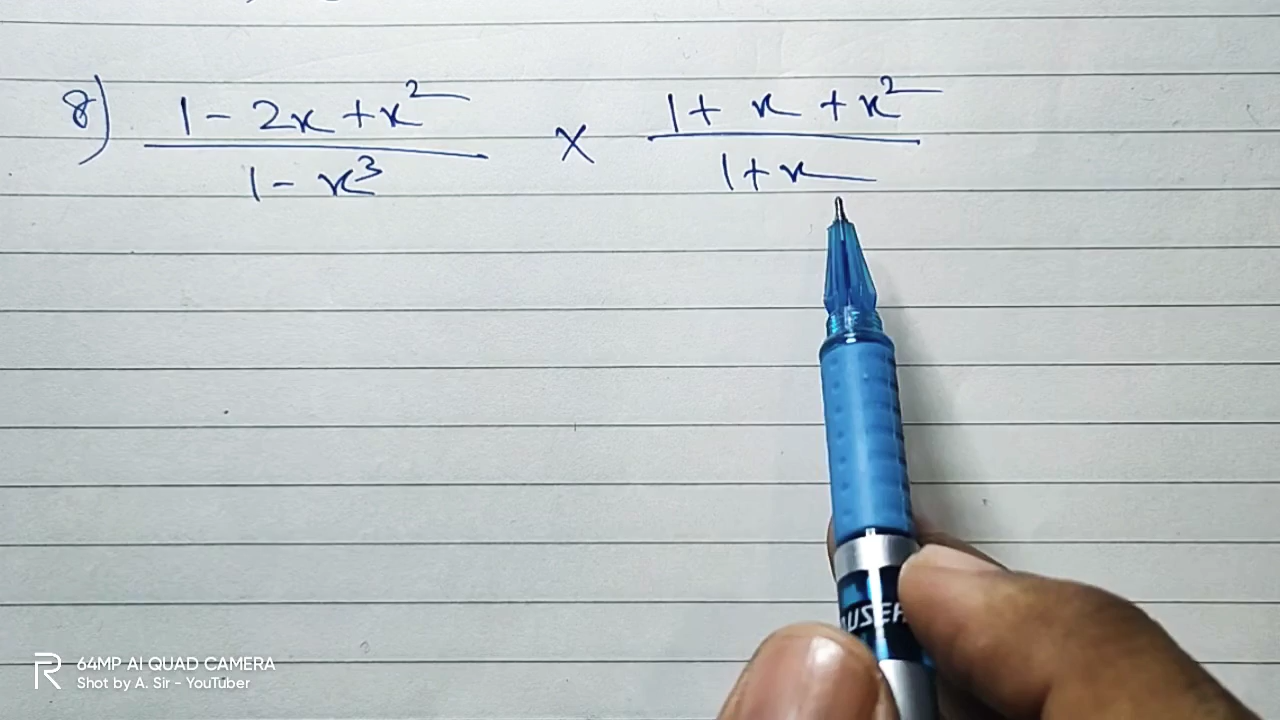 8) (1 - 2x + x²)/(1 - x³) × (1 + x + x²)/(1 + x)
64MP AI QUAD CAMERA
Shot by A. Sir - YouTuber